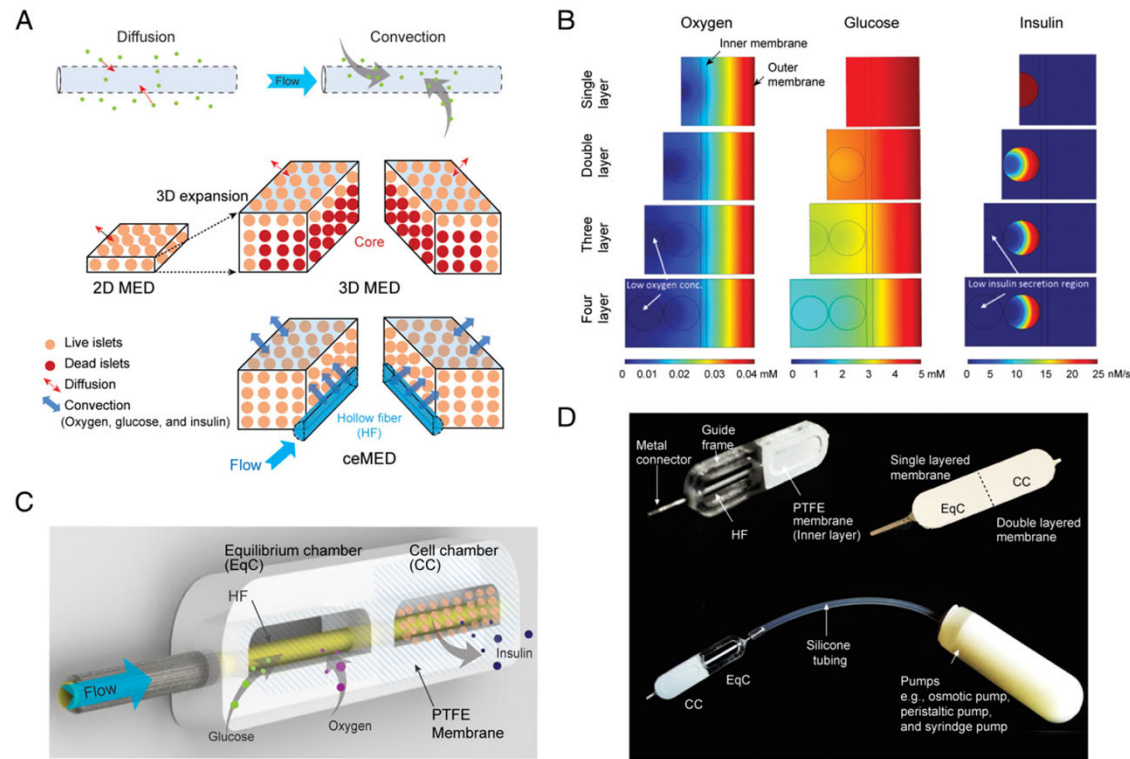 A
Diffusion
Convection
Flow
3D expansion
Core
2D MED
3D MED
Live islets
Dead islets
Diffusion
Convection
(Oxygen, glucose, and insulin)
Hollow fiber
(HF)
Flow
ceMED
B
Oxygen
Glucose
Insulin
Inner membrane
Outer
membrane
Single
layer
Double
layer
Three
layer
Four
layer
Low oxygen conc.
Low insulin secretion region
0 0.01 0.02 0.03 0.04 mM
0 1 2 3 4 5 mM
0 5 10 15 20 25 nM/s
C
Equilibrium chamber
(EqC)
Cell chamber
(CC)
HF
Flow
Glucose
Oxygen
Insulin
PTFE
Membrane
D
Metal
connector
Guide
frame
HF
PTFE
membrane
(Inner layer)
Single layered
membrane
CC
EqC
Double layered
membrane
Silicone
tubing
EqC
CC
Pumps
e.g., osmotic pump,
peristaltic pump,
and syrindge pump